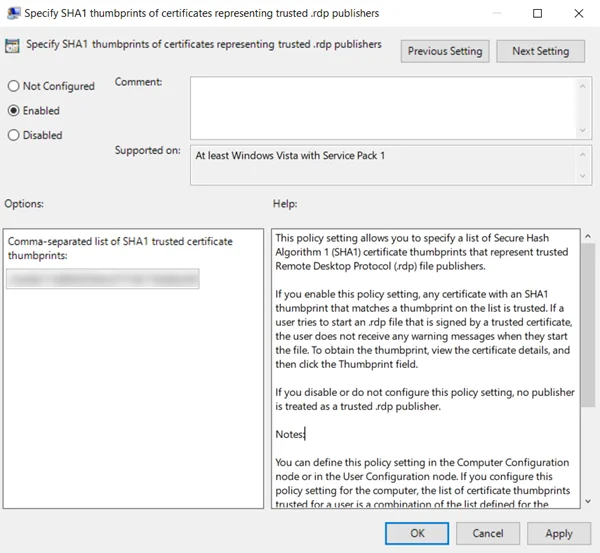 Specify SHA1 thumbprints of certificates representing trusted .rdp publishers
Specify SHA1 thumbprints of certificates representing trusted .rdp publishers
Previous Setting
Next Setting
Not Configured
Enabled
Disabled
Comment:
Supported on:
At least Windows Vista with Service Pack 1
Options:
Help:
Comma-separated list of SHA1 trusted certificate
thumbprints:
This policy setting allows you to specify a list of Secure Hash
Algorithm 1 (SHA1) certificate thumbprints that represent trusted
Remote Desktop Protocol (.rdp) file publishers.
If you enable this policy setting, any certificate with an SHA1
thumbprint that matches a thumbprint on the list is trusted. If a
user tries to start an .rdp file that is signed by a trusted certificate,
the user does not receive any warning messages when they start
the file. To obtain the thumbprint, view the certificate details, and
then click the Thumbprint field.
If you disable or do not configure this policy setting, no publisher
is treated as a trusted .rdp publisher.
Notes:
You can define this policy setting in the Computer Configuration
node or in the User Configuration node. If you configure this
policy setting for the computer, the list of certificate thumbprints
trusted for a user is a combination of the list defined for the
OK
Cancel
Apply